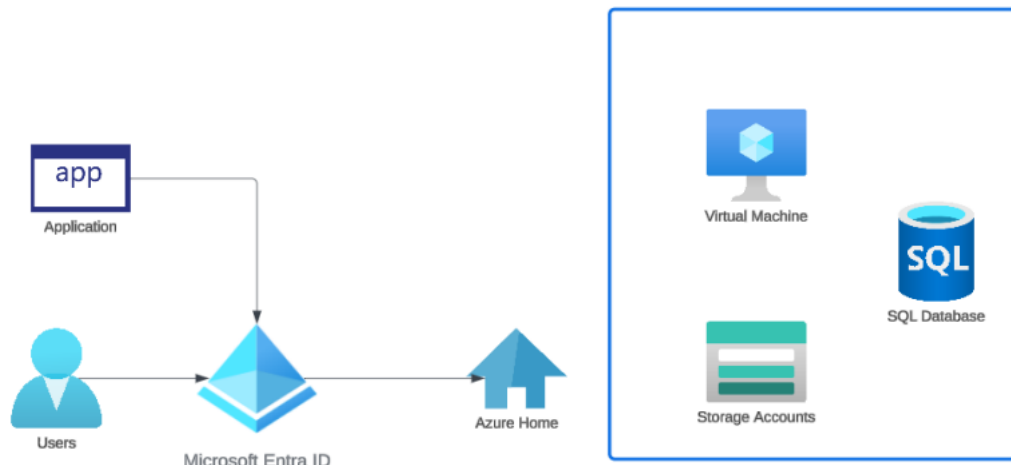 app
Application
Users
Microsoft Entra ID
Azure Home
Virtual Machine
SQL
SQL Database
Storage Accounts